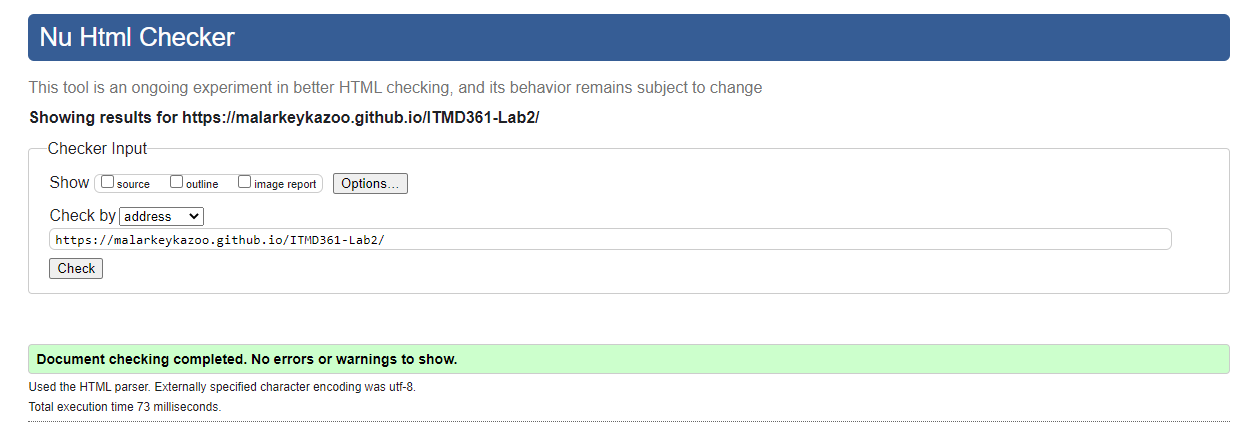 Nu Html Checker
This tool is an ongoing experiment in better HTML checking, and its behavior remains subject to change
Showing results for https://malarkeykazoo.github.io/ITMD361-Lab2/
Checker Input
Show source outline image report Options...
Check by address
https://malarkeykazoo.github.io/ITMD361-Lab2/
Check
Document checking completed. No errors or warnings to show.
Used the HTML parser. Externally specified character encoding was utf-8.
Total execution time 73 milliseconds.